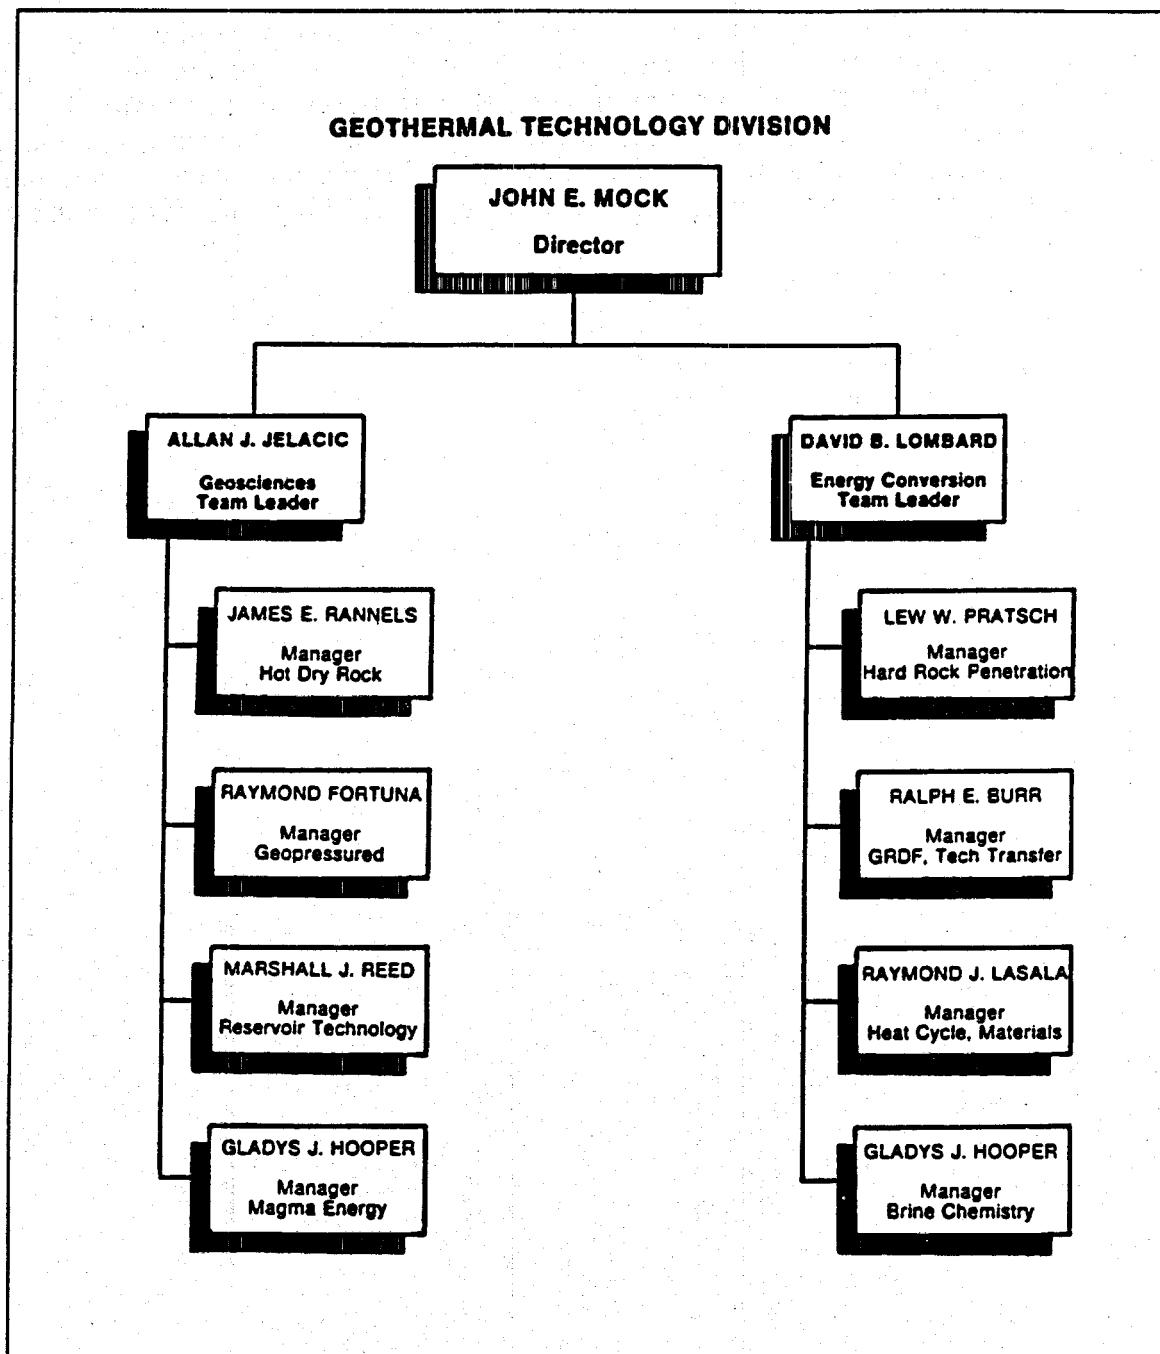 GEOTHERMAL TECHNOLOGY DIVISION
JOHN E. MOCK
Director
ALLAN J. JELACIC
Geosciences
Team Leader
DAVID B. LOMBARD
Energy Conversion
Team Leader
JAMES E. RANNELS
Manager
Hot Dry Rock
LEW W. PRATSCH
Manager
Hard Rock Penetration
RAYMOND FORTUNA
Manager
Geopressured
RALPH E. BURR
Manager
GRDF, Tech Transfer
MARSHALL J. REED
Manager
Reservoir Technology
RAYMOND J. LASALA
Manager
Heat Cycle, Materials
GLADYS J. HOOPER
Manager
Magma Energy
GLADYS J. HOOPER
Manager
Brine Chemistry